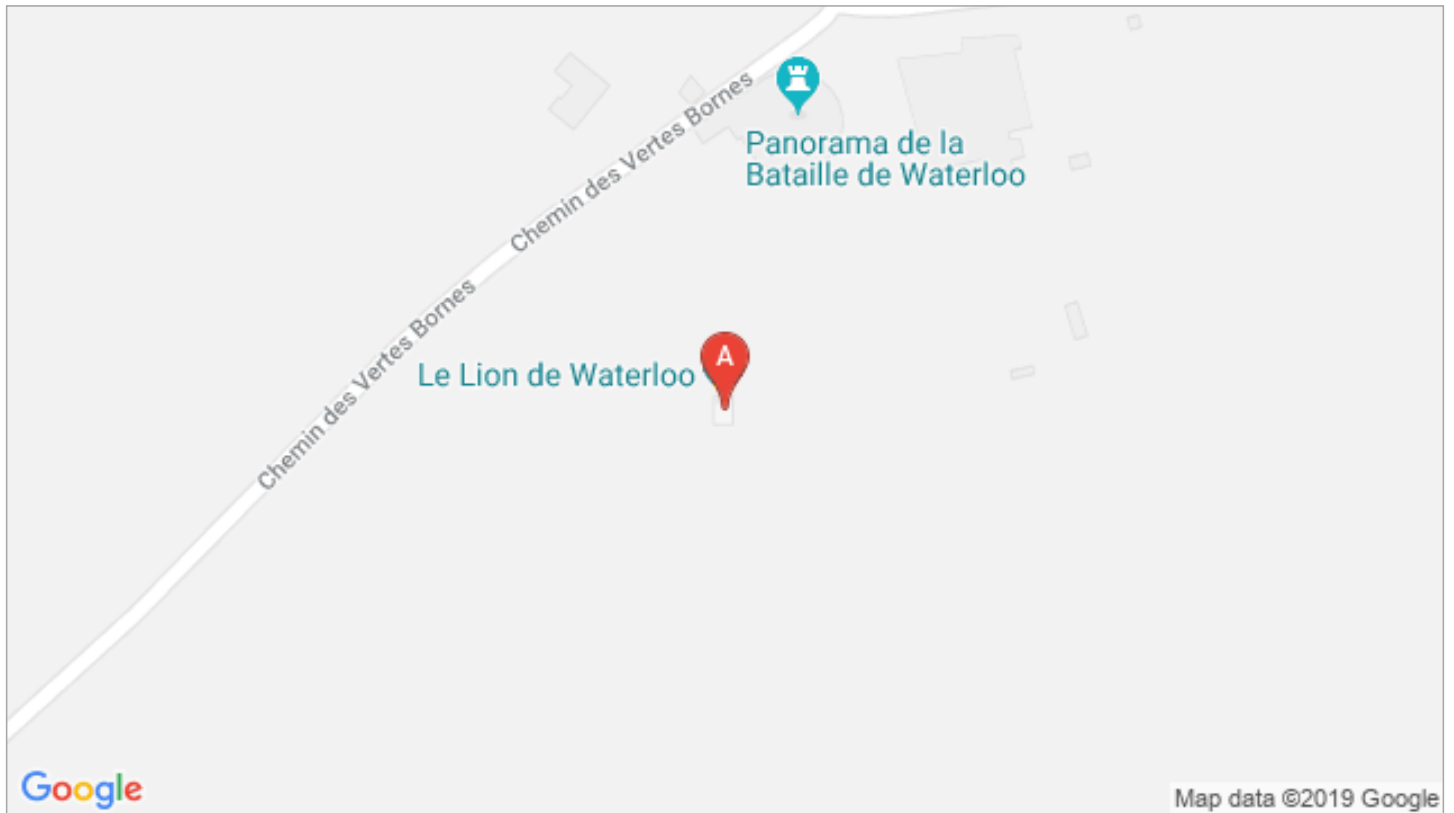 Chemin des Vertes Bornes
Panorama de la
Bataille de Waterloo
Chemin des Vertes Bornes
Le Lion de Waterloo
A
Google
Map data ©2019 Google